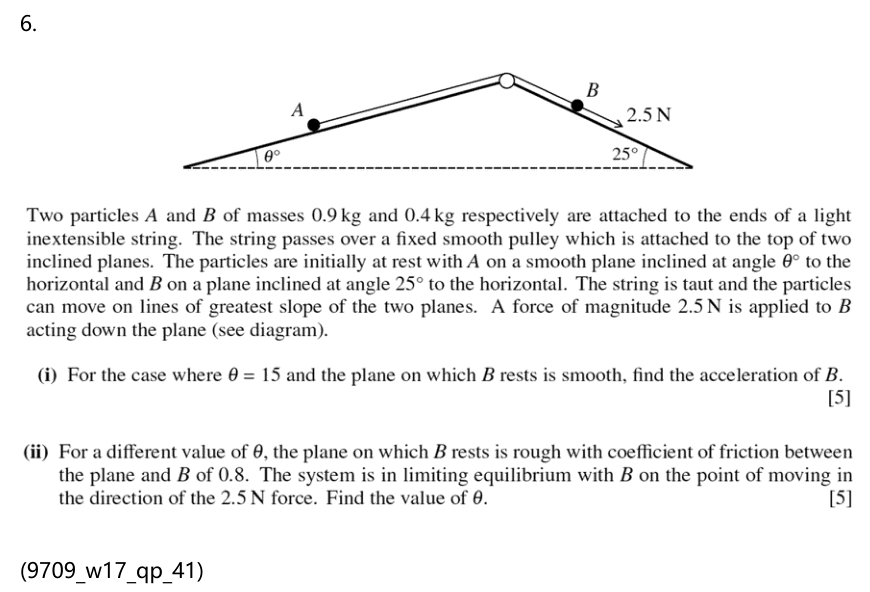 6.
A
B
2.5 N
θ°
25°
Two particles A and B of masses 0.9 kg and 0.4 kg respectively are attached to the ends of a light
inextensible string. The string passes over a fixed smooth pulley which is attached to the top of two
inclined planes. The particles are initially at rest with A on a smooth plane inclined at angle θ° to the
horizontal and B on a plane inclined at angle 25° to the horizontal. The string is taut and the particles
can move on lines of greatest slope of the two planes. A force of magnitude 2.5 N is applied to B
acting down the plane (see diagram).
(i) For the case where θ = 15 and the plane on which B rests is smooth, find the acceleration of B.
[5]
(ii) For a different value of θ, the plane on which B rests is rough with coefficient of friction between
the plane and B of 0.8. The system is in limiting equilibrium with B on the point of moving in
the direction of the 2.5 N force. Find the value of θ. [5]
(9709_w17_qp_41)